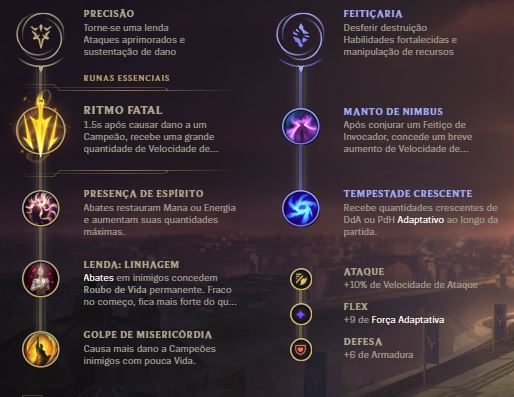 PRECISÃO
Torne-se uma lenda
Ataques aprimorados e
sustentação de dano
RUNAS ESSENCIAIS
RITMO FATAL
1.5s após causar dano a um
Campeão, recebe uma grande
quantidade de Velocidade de...
PRESENÇA DE ESPÍRITO
Abates restauram Mana ou Energia
e aumentam suas quantidades
máximas.
LENDA: LINHAGEM
Abates em inimigos concedem
Roubo de Vida permanente. Fraco
no começo, fica mais forte do qu...
GOLPE DE MISERICÓRDIA
Causa mais dano a Campeões
inimigos com pouca Vida.
FEITIÇARIA
Desferir destruição
Habilidades fortalecidas e
manipulação de recursos
MANTO DE NIMBUS
Após conjurar um Feitiço de
Invocador, concede um breve
aumento de Velocidade de...
TEMPESTADE CRESCENTE
Recebe quantidades crescentes de
DdA ou PdH Adaptativo ao longo da
partida.
ATAQUE
+10% de Velocidade de Ataque
FLEX
+9 de Força Adaptativa
DEFESA
+6 de Armadura